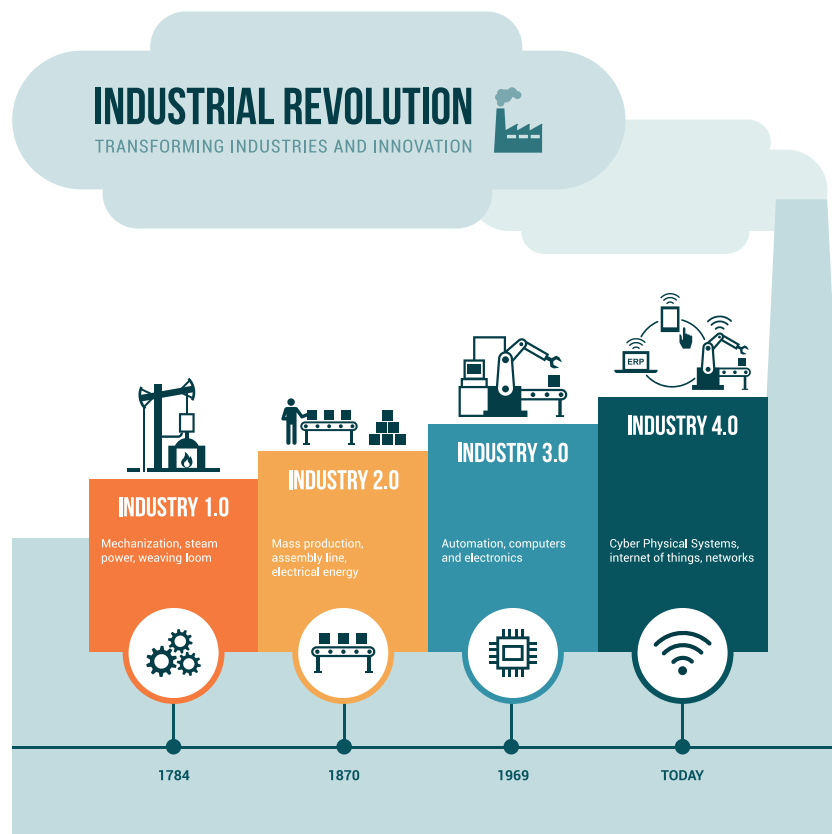 INDUSTRIAL REVOLUTION
TRANSFORMING INDUSTRIES AND INNOVATION
ERP
INDUSTRY 1.0
Mechanization, steam
power, weaving loom
INDUSTRY 2.0
Mass production,
assembly line,
electrical energy
INDUSTRY 3.0
Automation, computers
and electronics
INDUSTRY 4.0
Cyber Physical Systems,
internet of things, networks
1784
1870
1969
TODAY